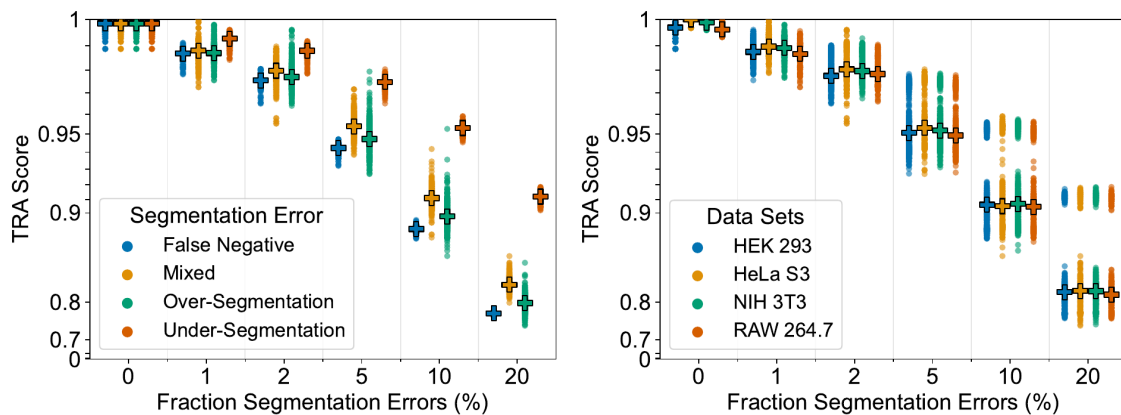 1
0.95
0.9
0.8
0.7
0
TRA Score
Segmentation Error
False Negative
Mixed
Over-Segmentation
Under-Segmentation
0 1 2 5 10 20
Fraction Segmentation Errors (%)
1
0.95
0.9
0.8
0.7
0
TRA Score
Data Sets
HEK 293
HeLa S3
NIH 3T3
RAW 264.7
0 1 2 5 10 20
Fraction Segmentation Errors (%)